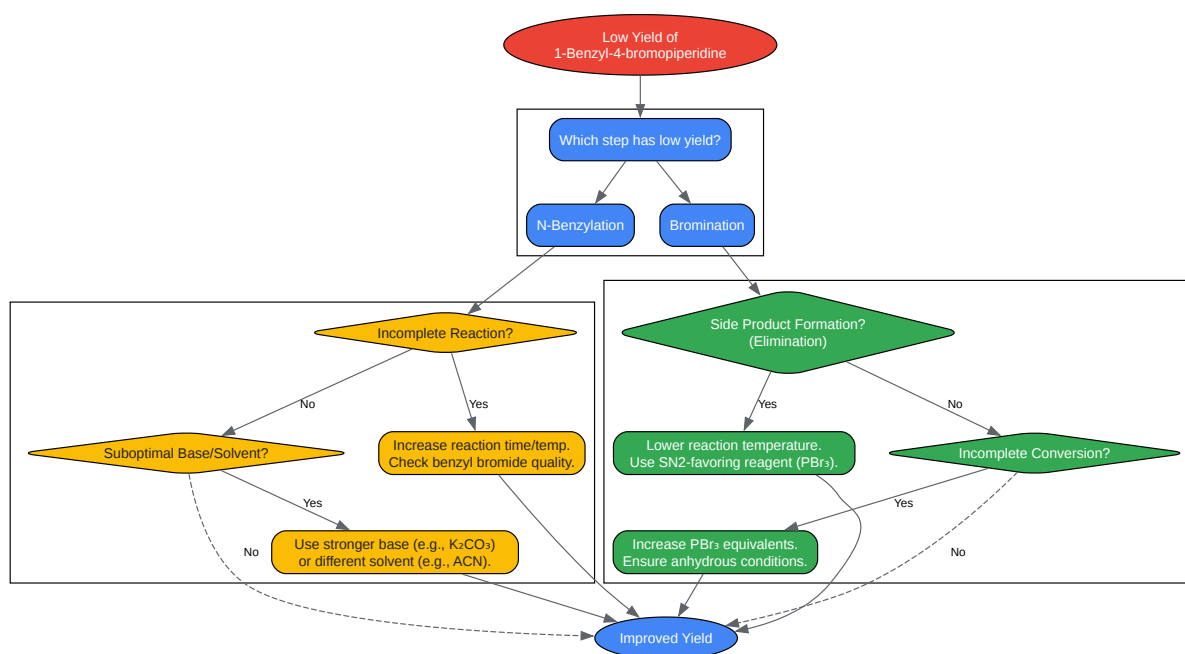 Low Yield of
1-Benzyl-4-bromopiperidine
Which step has low yield?
N-Benzylation
Bromination
Incomplete Reaction?
Side Product Formation?
(Elimination)
No
Yes
Yes
No
Suboptimal Base/Solvent?
Increase reaction time/temp.
Check benzyl bromide quality.
Lower reaction temperature.
Use SN2-favoring reagent (PBr₃).
Incomplete Conversion?
Yes
Yes
No
Use stronger base (e.g., K₂CO₃)
or different solvent (e.g., ACN).
Increase PBr₃ equivalents.
Ensure anhydrous conditions.
No
Improved Yield